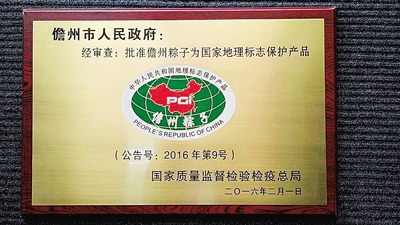 儋州市人民政府：
经审查：批准儋州粽子为国家地理标志保护产品
中华人民共和国地理标志保护产品
PGI
儋州粽子
PEOPLE'S REPUBLIC OF CHINA
（公告号：2016年第9号）
国家质量监督检验检疫总局
二〇一六年二月一日